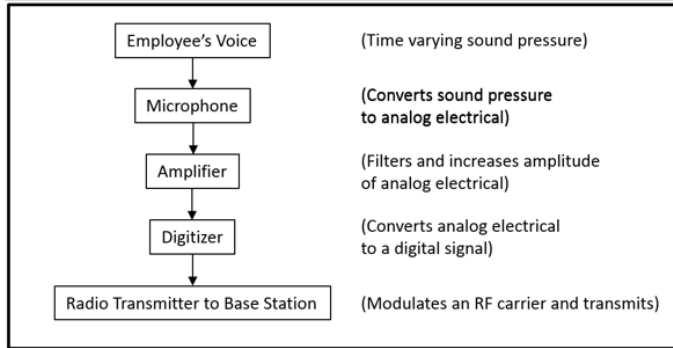 Employee's Voice
(Time varying sound pressure)
Microphone
(Converts sound pressure
to analog electrical)
Amplifier
(Filters and increases amplitude
of analog electrical)
Digitizer
(Converts analog electrical
to a digital signal)
Radio Transmitter to Base Station
(Modulates an RF carrier and transmits)